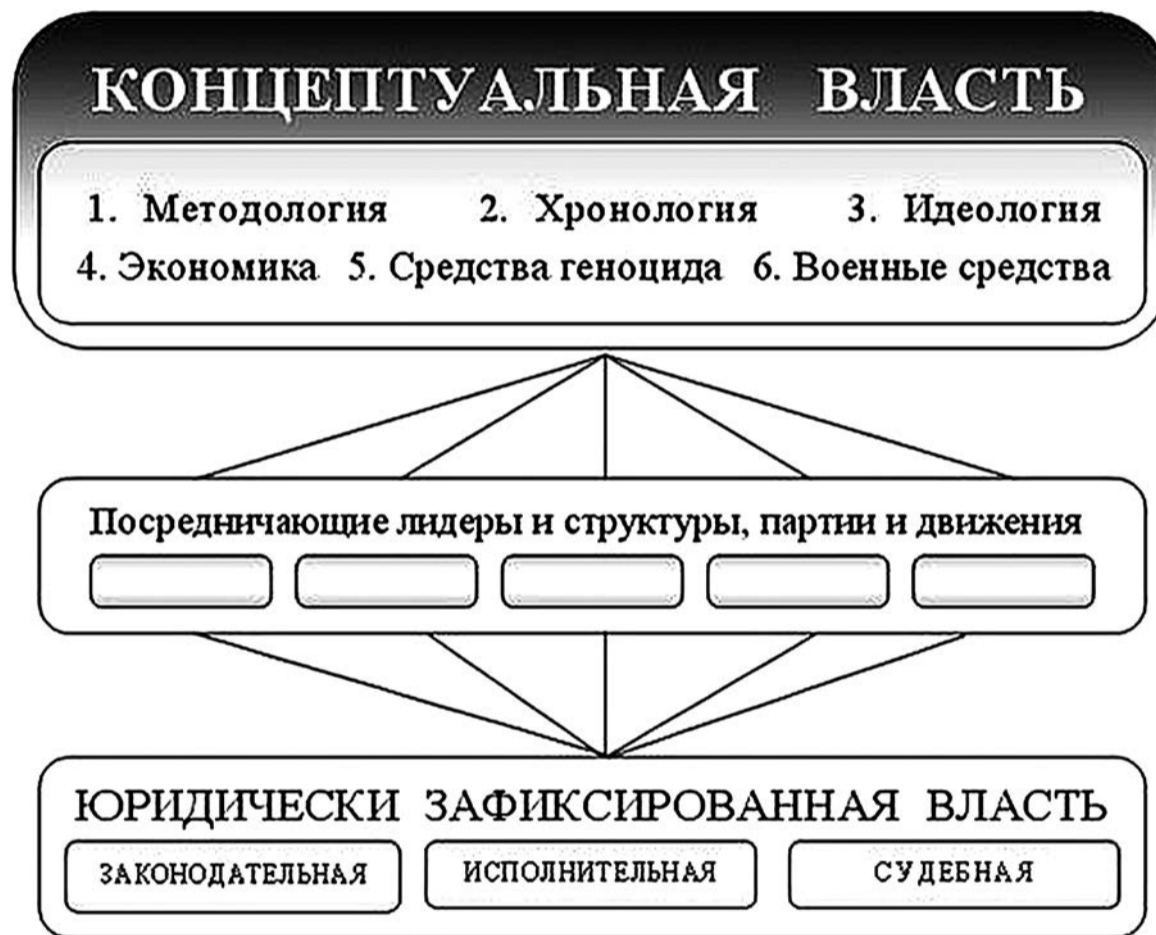 КОНЦЕПТУАЛЬНАЯ ВЛАСТЬ
1. Методология 2. Хронология 3. Идеология
4. Экономика 5. Средства геноцида 6. Военные средства
Посредничающие лидеры и структуры, партии и движения
ЮРИДИЧЕСКИ ЗАФИКСИРОВАННАЯ ВЛАСТЬ
ЗАКОНОДАТЕЛЬНАЯ ИСПОЛНИТЕЛЬНАЯ СУДЕБНАЯ